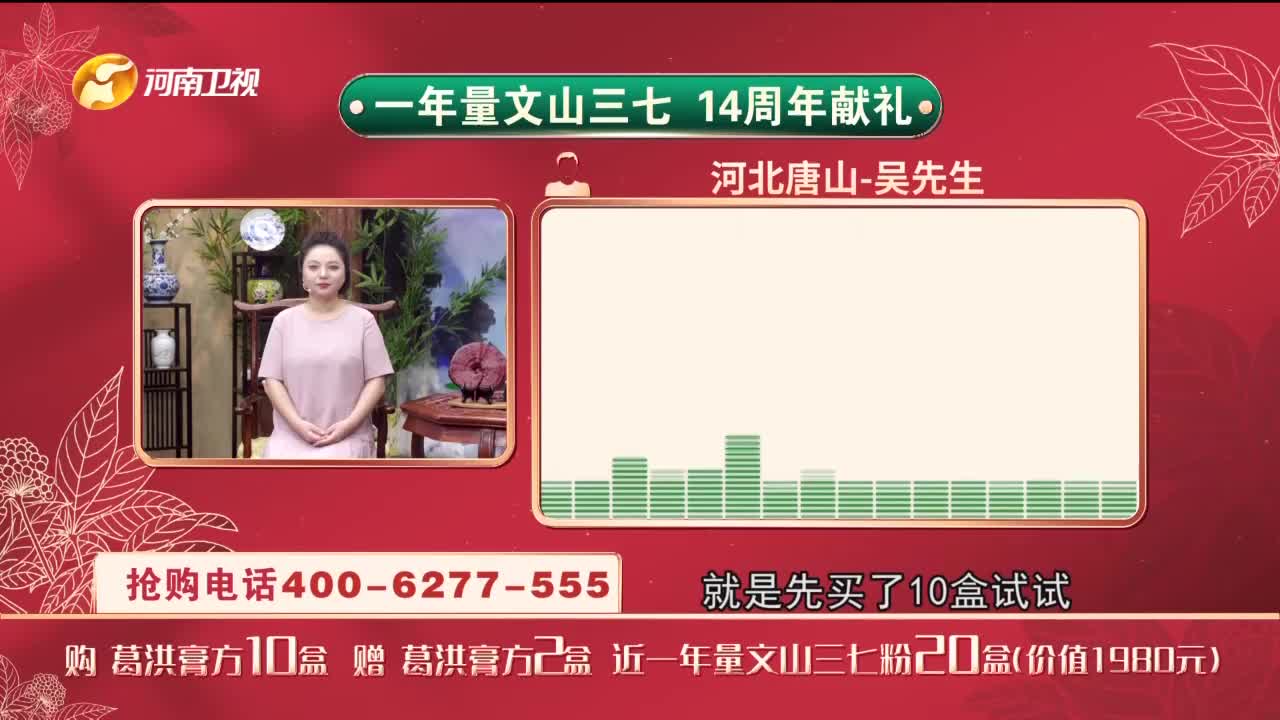 河南卫视
一年量文山三七 14周年献礼
河北唐山-吴先生
抢购电话400-6277-555
就是先买了10盒试试
购 葛洪膏方10盒 赠 葛洪膏方2盒 近一年量文山三七粉20盒(价值1980元)